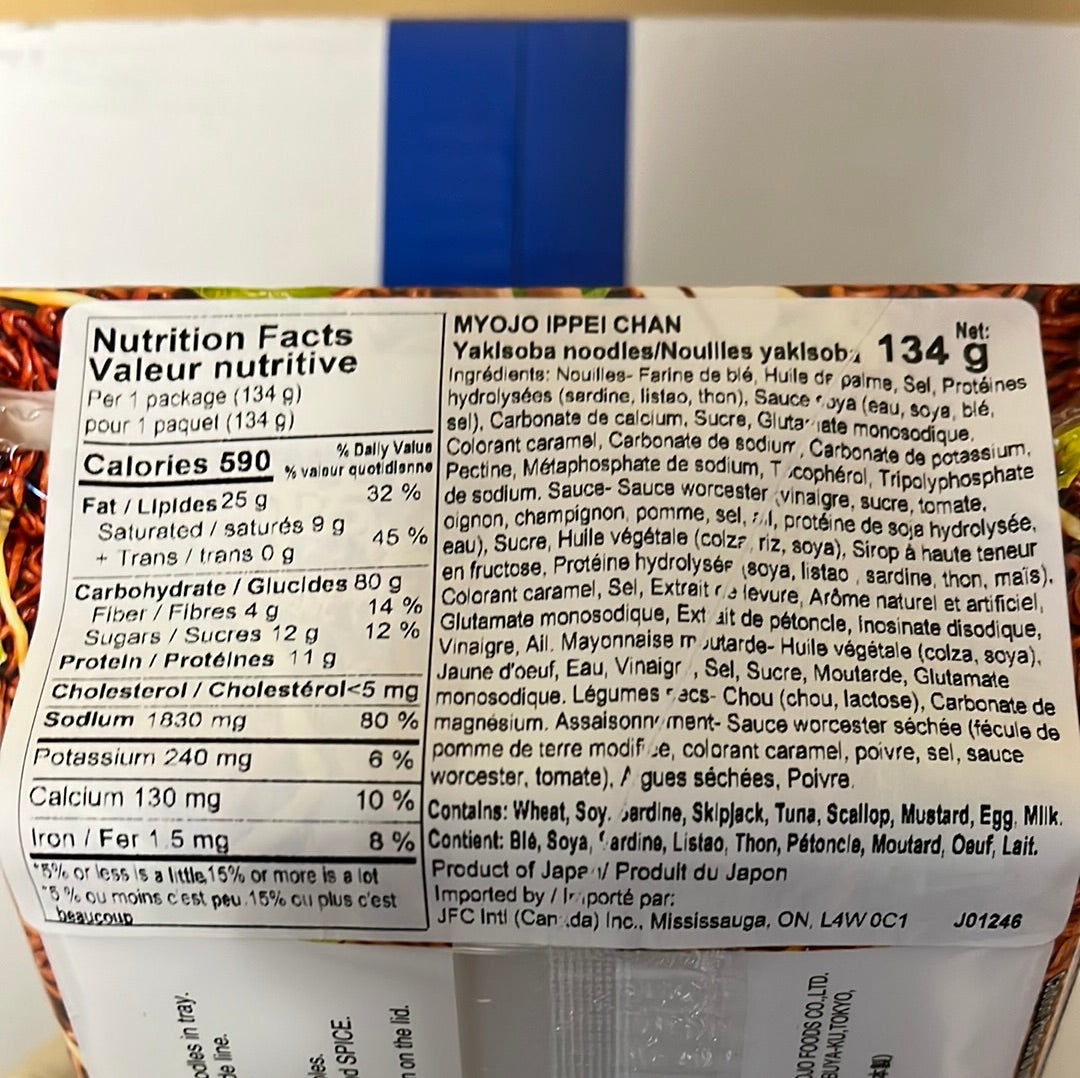 Nutrition Facts
Valeur nutritive
Per 1 package (134 g)
pour 1 paquet (134 g)
% Daily Value
Calories 590 % valeur quotidienne
Fat / Lipides 25 g 32 %
Saturated / saturés 9 g
+ Trans / trans 0 g 45 %
Carbohydrate / Glucides 80 g
Fiber / Fibres 4 g 14 %
Sugars / Sucres 12 g 12 %
Protein / Protéines 11 g
Cholesterol / Cholestérol<5 mg
Sodium 1830 mg 80 %
Potassium 240 mg 6 %
Calcium 130 mg 10 %
Iron / Fer 1.5 mg 8 %
*5% or less is a little, 15% or more is a lot
*5 % ou moins c'est peu. 15% ou plus c'est
beaucoup
MYOJO IPPEI CHAN
Yakisoba noodles/Nouilles yakisoba
Net:
134 g
Ingrédients: Nouilles- Farine de blé, Huile de palme, Sel, Protéines
hydrolysées (sardine, listao, thon), Sauce soya (eau, soya, blé,
sel), Carbonate de calcium, Sucre, Glutamate monosodique,
Colorant caramel, Carbonate de sodium, Carbonate de potassium,
Pectine, Métaphosphate de sodium, Tocophérol, Tripolyphosphate
de sodium. Sauce- Sauce worcester (vinaigre, sucre, tomate,
oignon, champignon, pomme, sel, ail, protéine de soja hydrolysée,
eau), Sucre, Huile végétale (colza, riz, soya), Sirop à haute teneur
en fructose, Protéine hydrolysée (soya, listao, sardine, thon, maïs),
Colorant caramel, Sel, Extrait de levure, Arôme naturel et artificiel,
Glutamate monosodique, Extrait de pétoncle, Inosinate disodique,
Vinaigre, Ail. Mayonnaise moutarde- Huile végétale (colza, soya),
Jaune d'oeuf, Eau, Vinaigre, Sel, Sucre, Moutarde, Glutamate
monosodique. Légumes secs- Chou (chou, lactose), Carbonate de
magnésium. Assaisonnement- Sauce worcester séchée (fécule de
pomme de terre modifiée, colorant caramel, poivre, sel, sauce
worcester, tomate), Algues séchées, Poivre.
Contains: Wheat, Soy, Sardine, Skipjack, Tuna, Scallop, Mustard, Egg, Milk.
Contient: Blé, Soya, Sardine, Listao, Thon, Pétoncle, Moutard, Oeuf, Lait.
Product of Japan/ Produit du Japon
Imported by / Importé par:
JFC Intl (Canada) Inc., Mississauga, ON, L4W 0C1 J01246
in tray.
line.
SPICE.
on the lid.
FOODS CO.,LTD.
TOKYO,